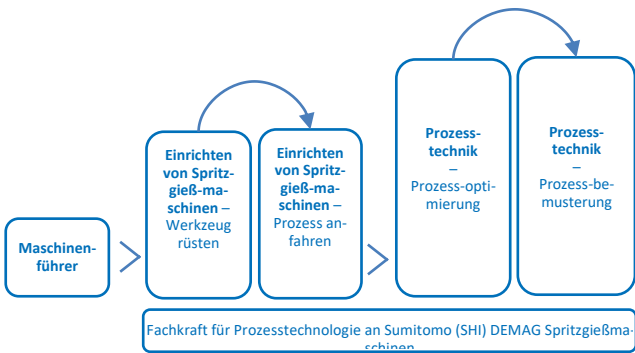 Maschinen-
führer
Einrichten
von Spritz-
gieß-ma-
schinen –
Werkzeug
rüsten
Einrichten
von Spritz-
gieß-ma-
schinen –
Prozess an-
fahren
Prozess-
technik
–
Prozess-opti-
mierung
Prozess-
technik
–
Prozess-be-
musterung
Fachkraft für Prozesstechnologie an Sumitomo (SHI) DEMAG Spritzgießma-
schinen